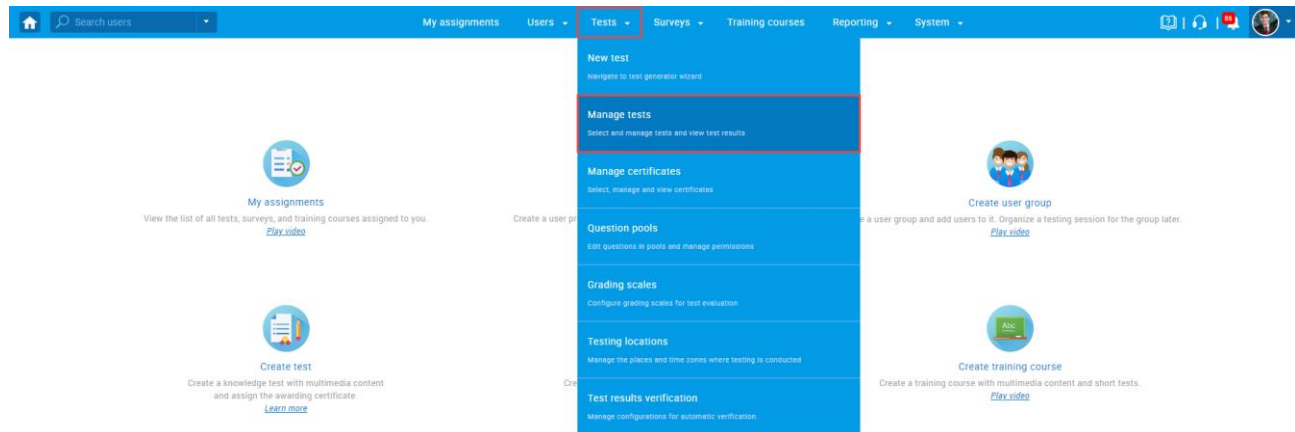 Search users
My assignments Users Tests Surveys Training courses Reporting System
New test
Navigate to test generator wizard
Manage tests
Select and manage tests and view test results
Manage certificates
Select, manage and view certificates
Question pools
Edit questions in pools and manage permissions
Grading scales
Configure grading scales for test evaluation
Testing locations
Manage the places and time zones where testing is conducted
Test results verification
Manage configurations for automatic verification
My assignments
View the list of all tests, surveys, and training courses assigned to you.
Play video
Create a user
Create user group
a user group and add users to it. Organize a testing session for the group later.
Play video
Create test
Create a knowledge test with multimedia content
and assign the awarding certificate.
Learn more
Abc
Create training course
Create a training course with multimedia content and short tests.
Play video